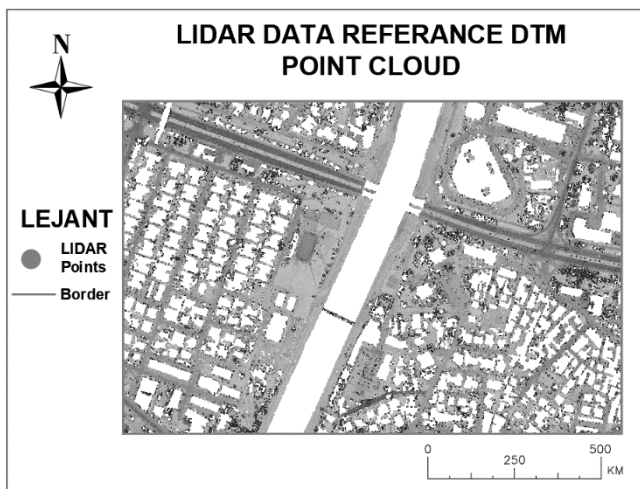 N
LIDAR DATA REFERANCE DTM
POINT CLOUD
LEJANT
LIDAR
Points
Border
0
500
250
KM